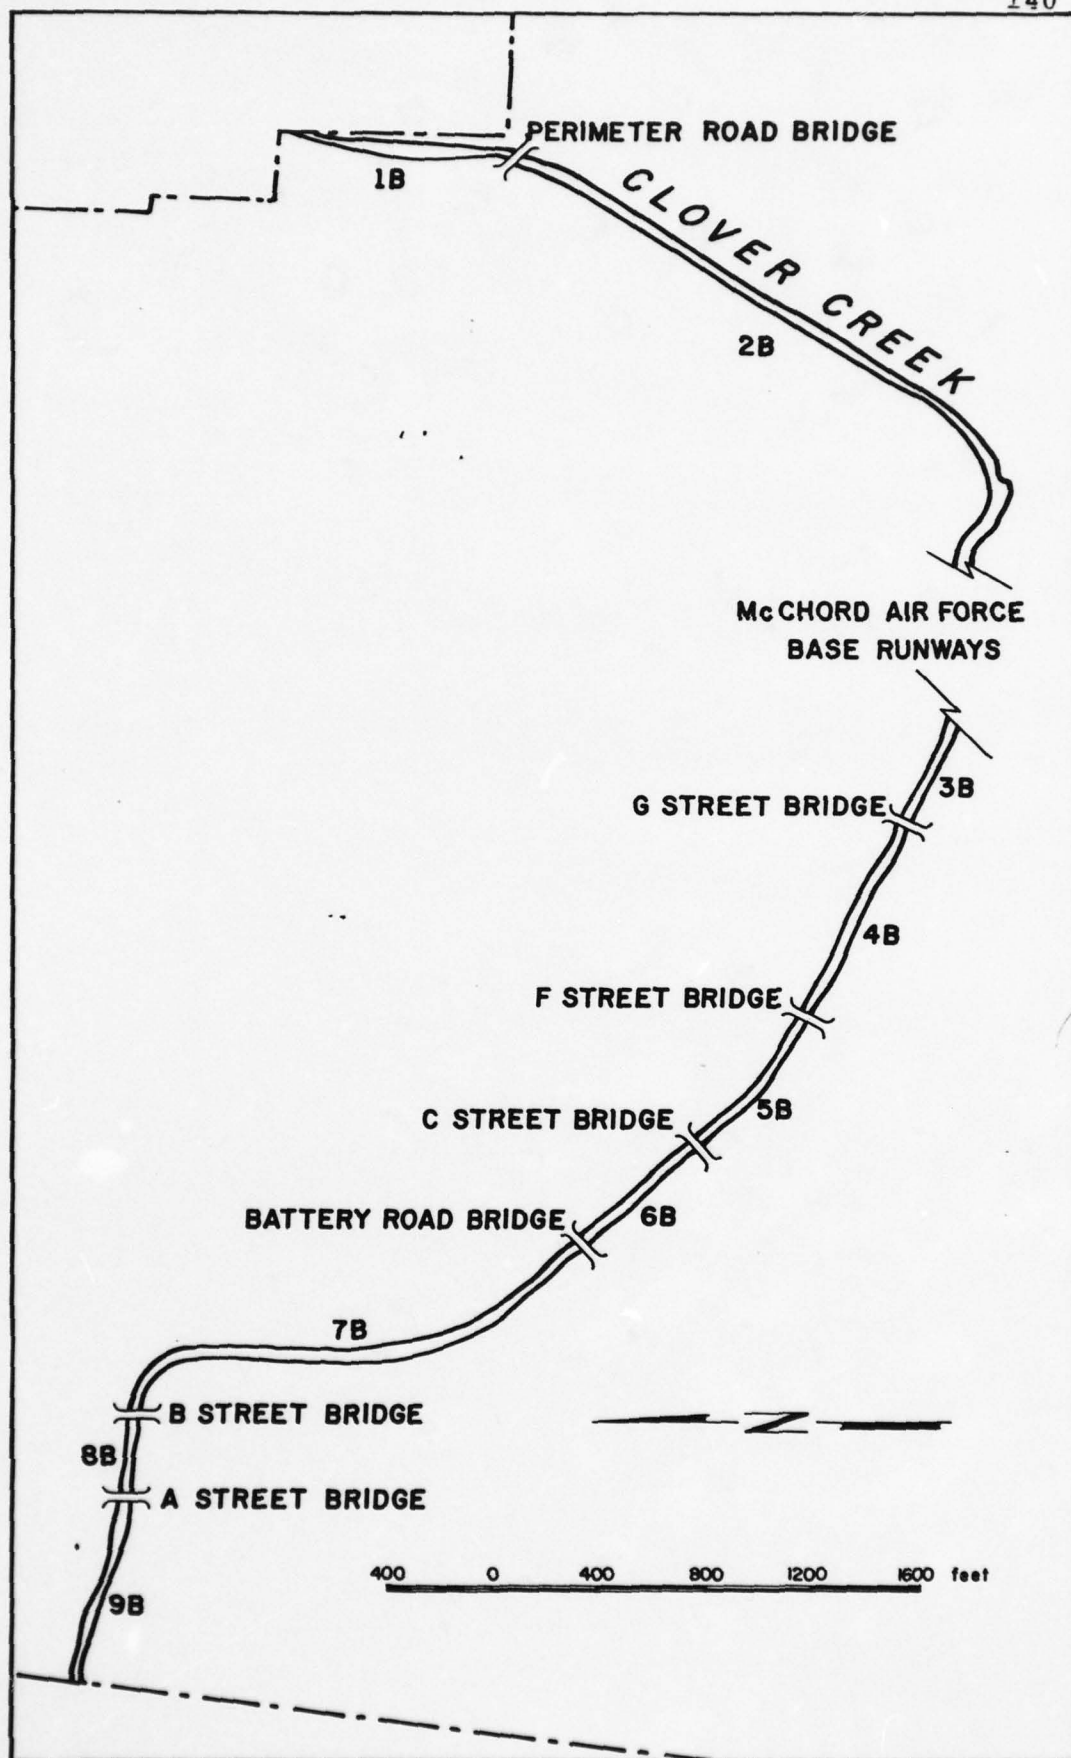 PERIMETER ROAD BRIDGE
1B
CLOVER CREEK
2B
McCHORD AIR FORCE
BASE RUNWAYS
3B
G STREET BRIDGE
4B
F STREET BRIDGE
5B
C STREET BRIDGE
6B
BATTERY ROAD BRIDGE
7B
B STREET BRIDGE
N
8B
A STREET BRIDGE
400 0 400 800 1200 1600 feet
9B